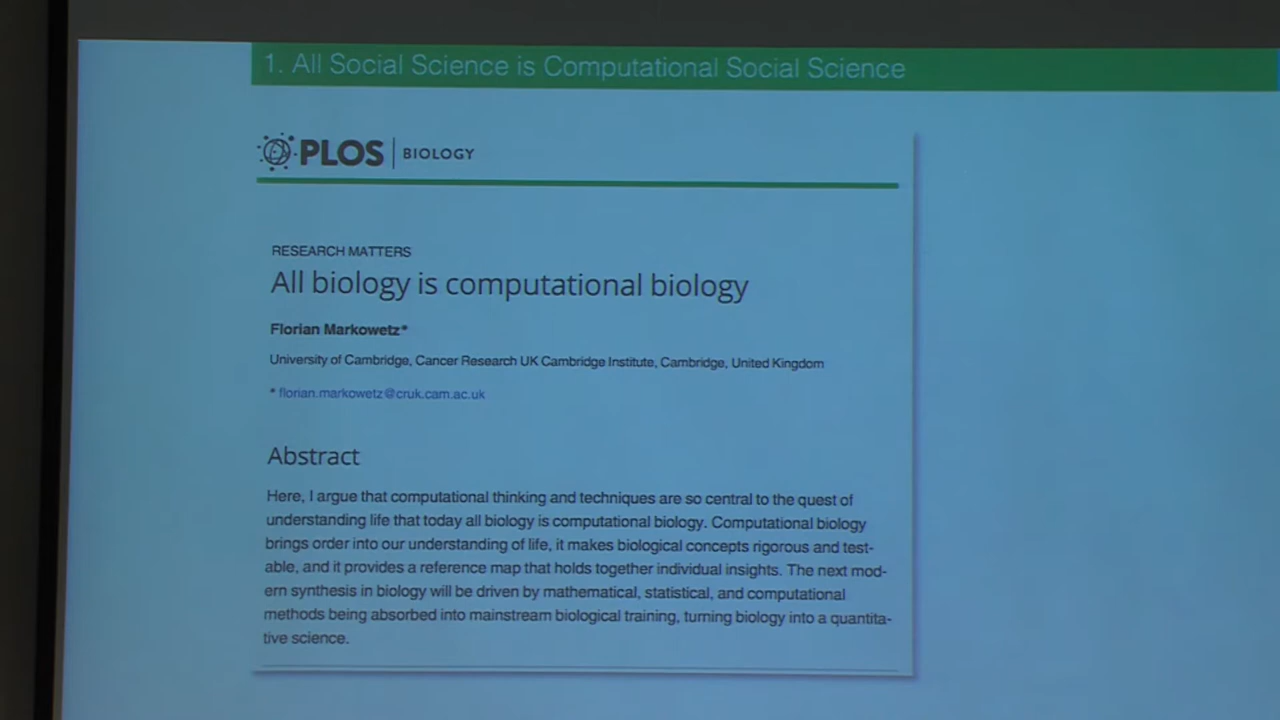 1. All Social Science is Computational Social Science
PLOS | BIOLOGY
RESEARCH MATTERS
All biology is computational biology
Florian Markowetz*
University of Cambridge, Cancer Research UK Cambridge Institute, Cambridge, United Kingdom
* florian.markowetz@cruk.cam.ac.uk
Abstract
Here, I argue that computational thinking and techniques are so central to the quest of
understanding life that today all biology is computational biology. Computational biology
brings order into our understanding of life, it makes biological concepts rigorous and test-
able, and it provides a reference map that holds together individual insights. The next mod-
ern synthesis in biology will be driven by mathematical, statistical, and computational
methods being absorbed into mainstream biological training, turning biology into a quantita-
tive science.